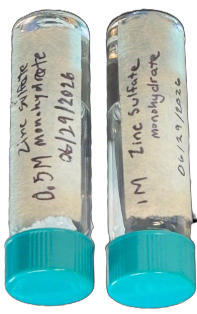 Zinc Sulfate
0.5M monohydrate
06/29/2026
1M Zinc Sulfate
monohydrate
06/29/2026